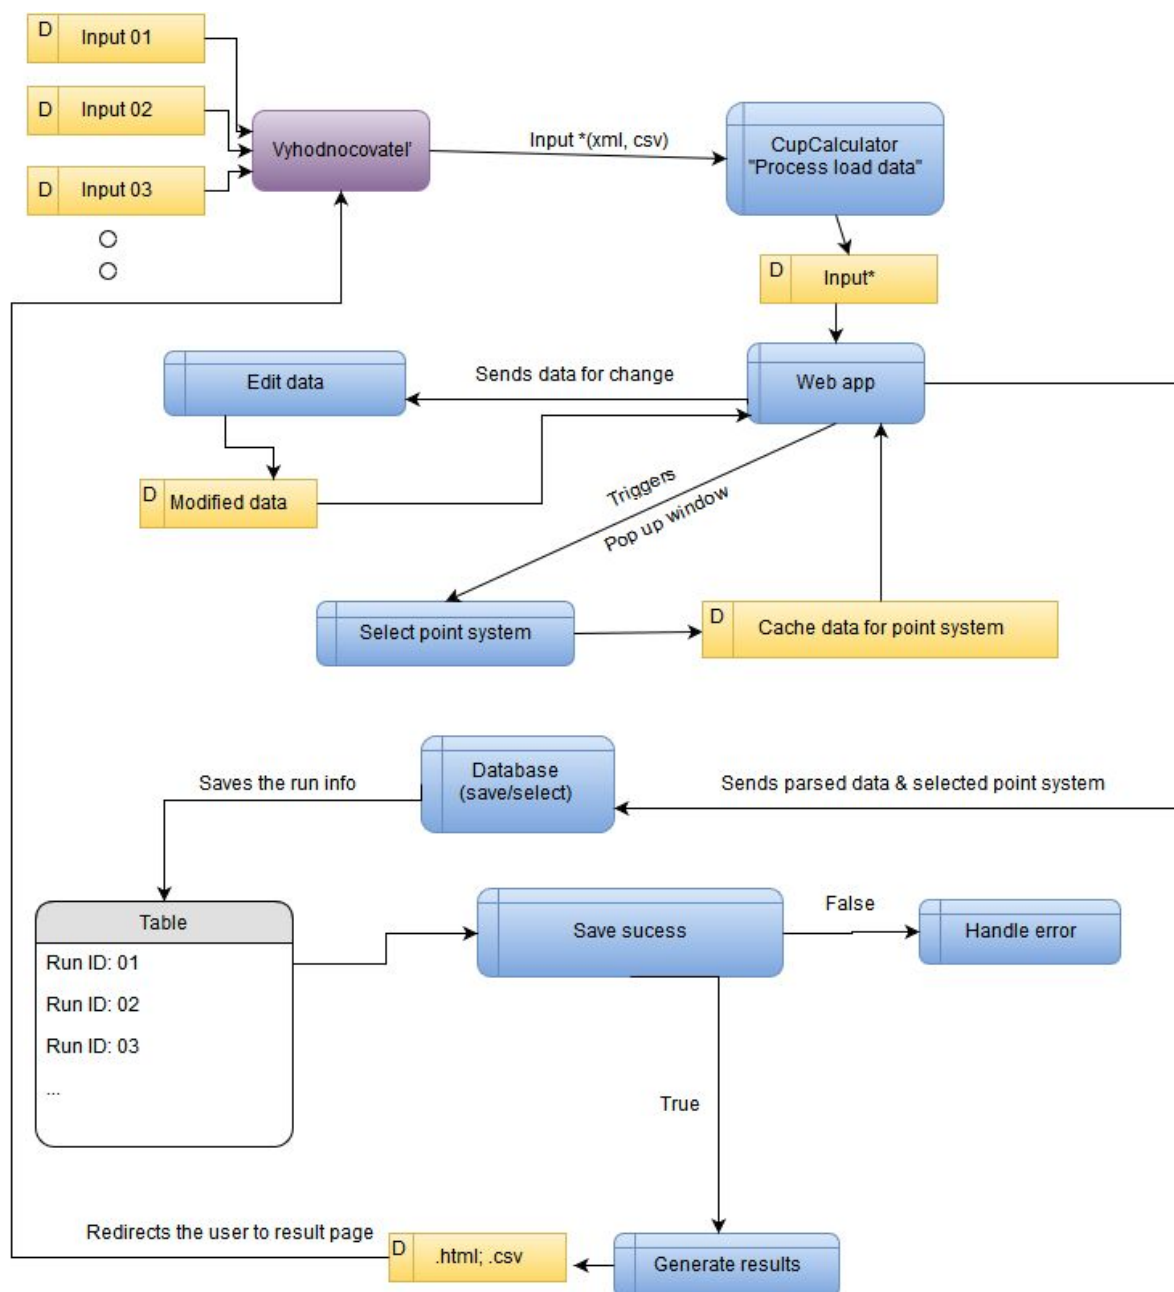 D
Input 01
D
Input 02
D
Input 03
Vyhodnocovateľ
Input *(xml, csv)
CupCalculator
"Process load data"
D
Input*
Edit data
Sends data for change
Web app
D
Modified data
Triggers
Pop up window
Select point system
D
Cache data for point system
Saves the run info
Database
(save/select)
Sends parsed data & selected point system
Table
Run ID: 01
Run ID: 02
Run ID: 03
...
Save sucess
False
Handle error
True
Redirects the user to result page
D
.html; .csv
Generate results